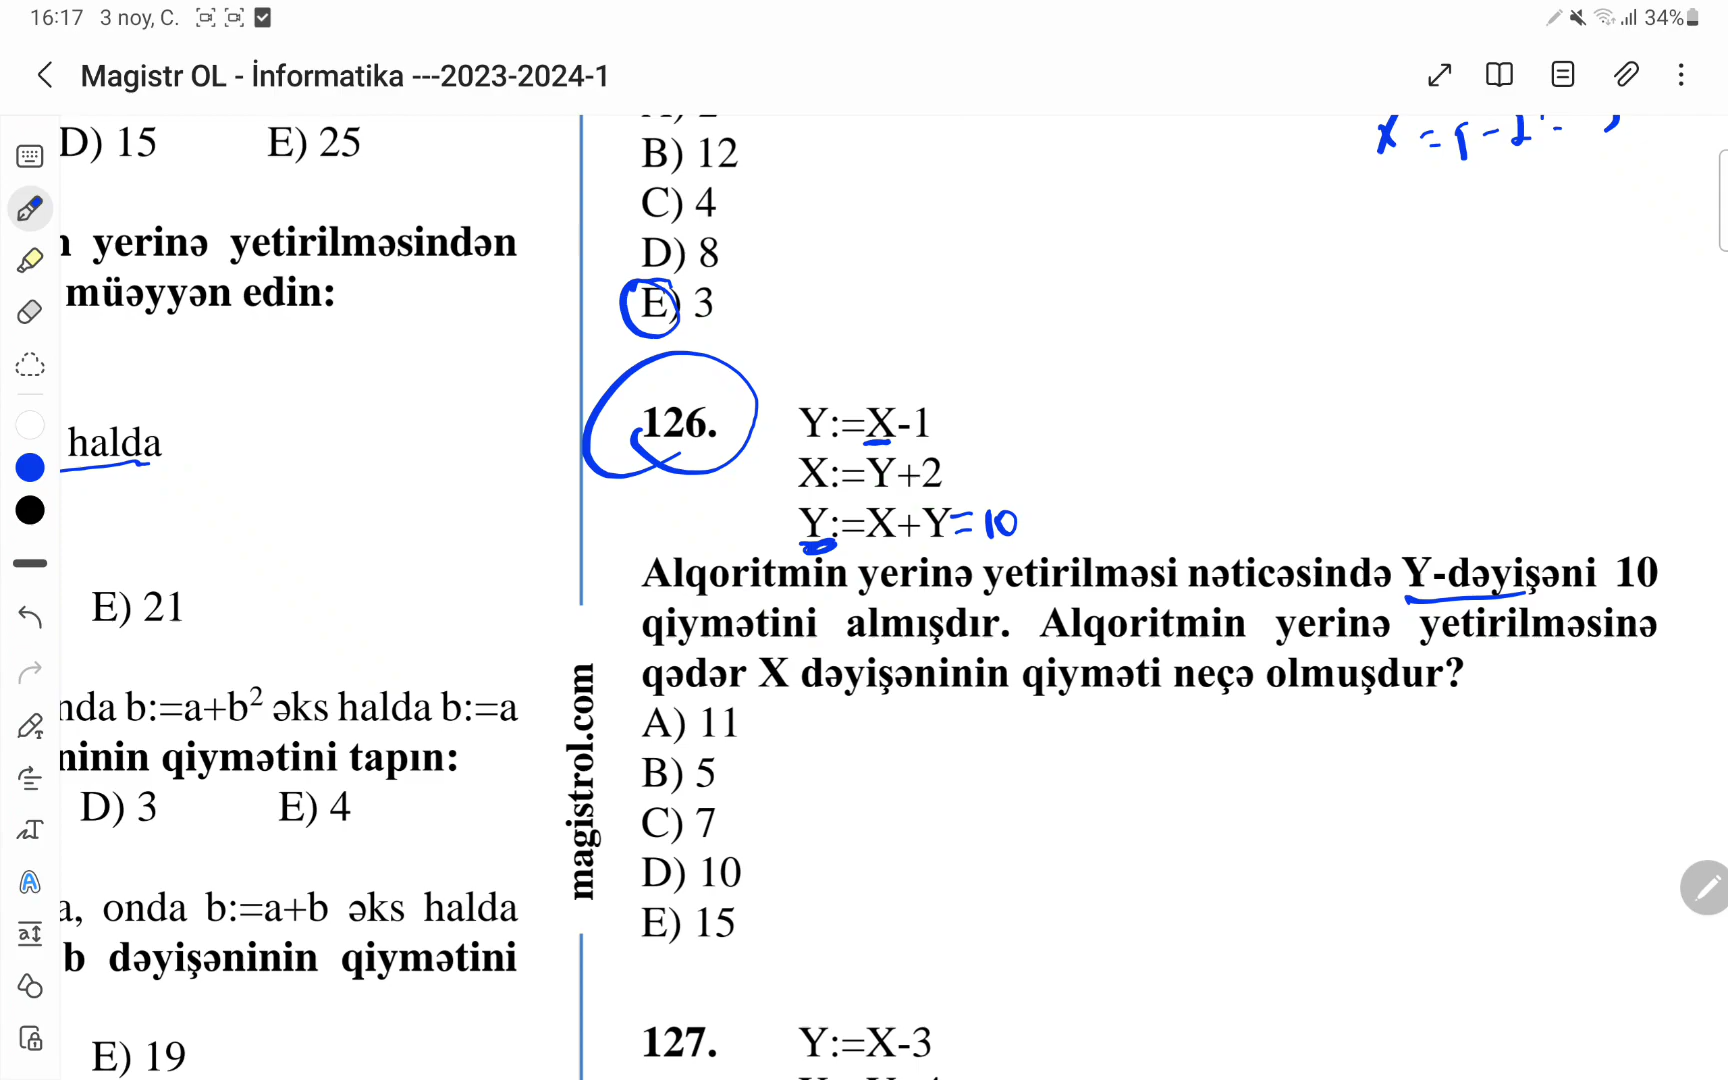 16:17 3 noy, C. 34%
Magistr OL - İnformatika ---2023-2024-1
D) 15 E) 25
yerinə yetirilməsindən
müəyyən edin:
halda
E) 21
nda b:=a+b² əks halda b:=a
ninin qiymətini tapın:
D) 3 E) 4
a, onda b:=a+b əks halda
b dəyişəninin qiymətini
E) 19
magistrol.com
B) 12
C) 4
D) 8
E) 3
126. Y:=X-1
X:=Y+2
Y:=X+Y = 10
Alqoritmin yerinə yetirilməsi nəticəsində Y-dəyişəni 10
qiymətini almışdır. Alqoritmin yerinə yetirilməsinə
qədər X dəyişəninin qiyməti neçə olmuşdur?
A) 11
B) 5
C) 7
D) 10
E) 15
127. Y:=X-3